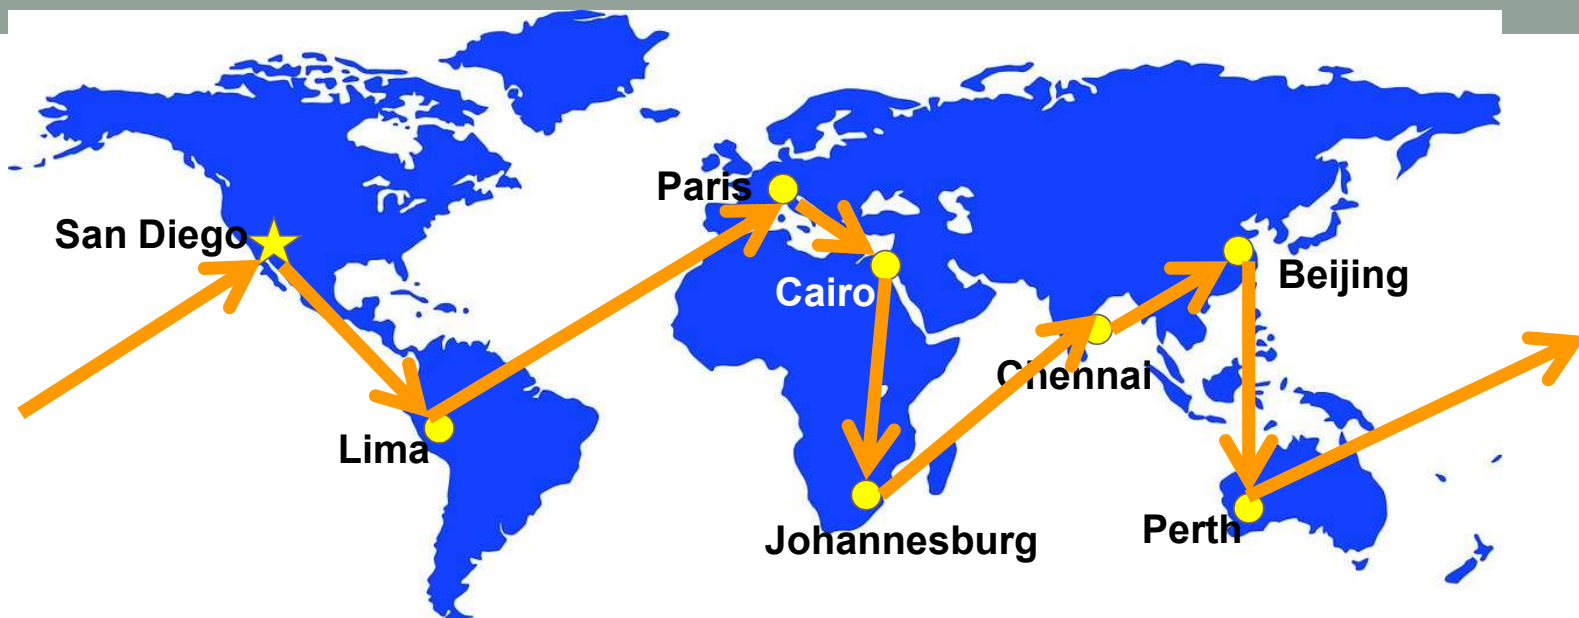 Paris
San Diego
Cairo
Beijing
Chennai
Lima
Perth
Johannesburg